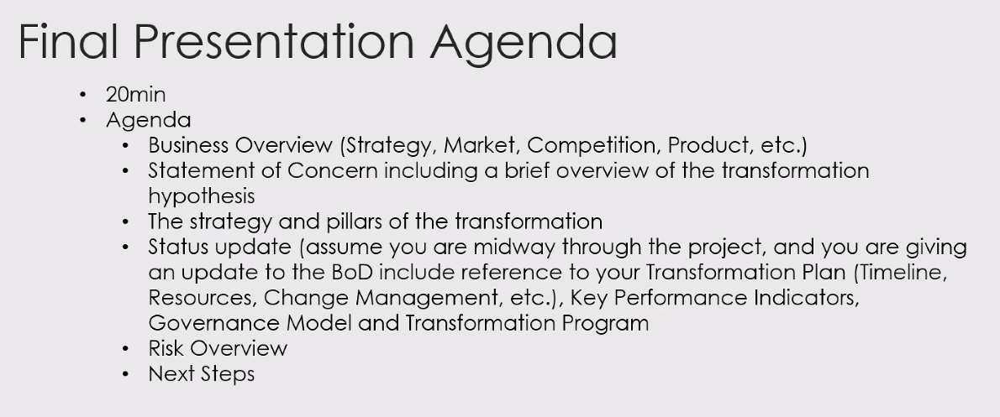 Final Presentation Agenda
• 20min
• Agenda
• Business Overview (Strategy, Market, Competition, Product, etc.)
• Statement of Concern including a brief overview of the transformation
hypothesis
• The strategy and pillars of the transformation
• Status update (assume you are midway through the project, and you are giving
an update to the BoD include reference to your Transformation Plan (Timeline,
Resources, Change Management, etc.), Key Performance Indicators,
Governance Model and Transformation Program
• Risk Overview
• Next Steps